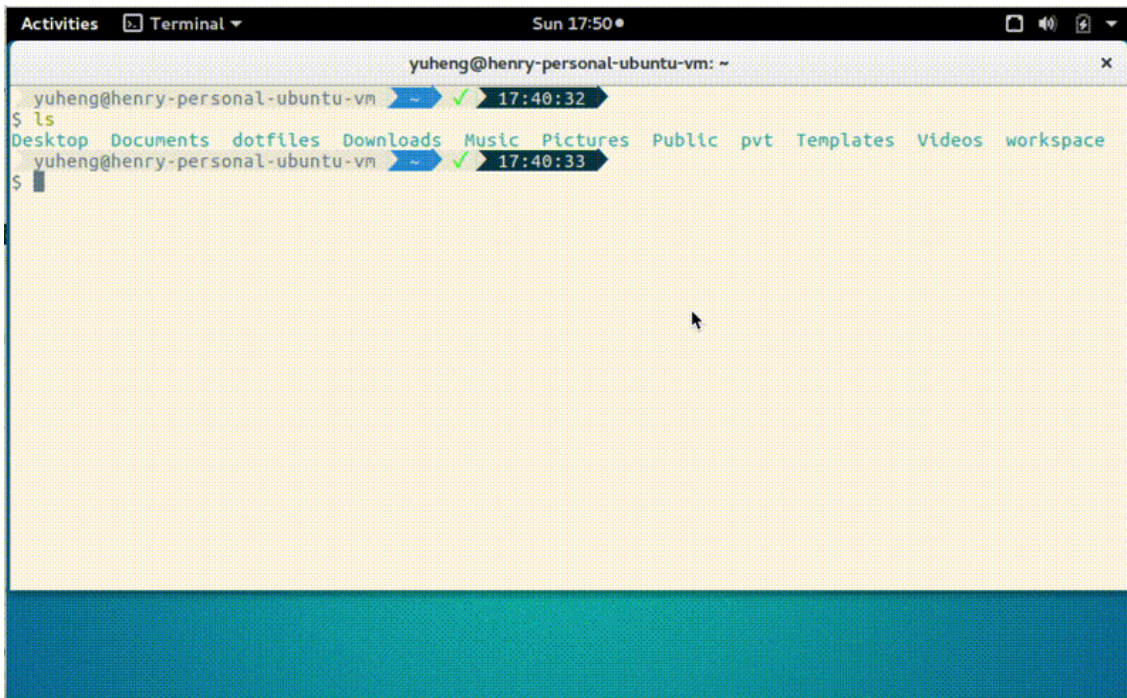 Activities Terminal Sun 17:50
yuheng@henry-personal-ubuntu-vm: ~ ×
yuheng@henry-personal-ubuntu-vm ~ ✓ 17:40:32
$ ls
Desktop Documents dotfiles Downloads Music Pictures Public pvt Templates Videos workspace
yuheng@henry-personal-ubuntu-vm ~ ✓ 17:40:33
$